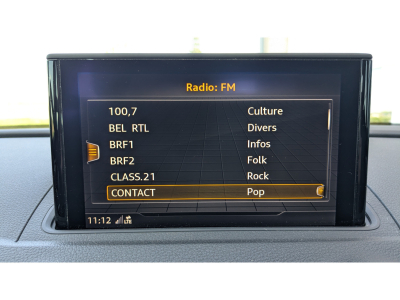 Radio: FM
100,7 Culture
BEL RTL Divers
BRF1 Infos
BRF2 Folk
CLASS.21 Rock
CONTACT Pop
11:12 LTE